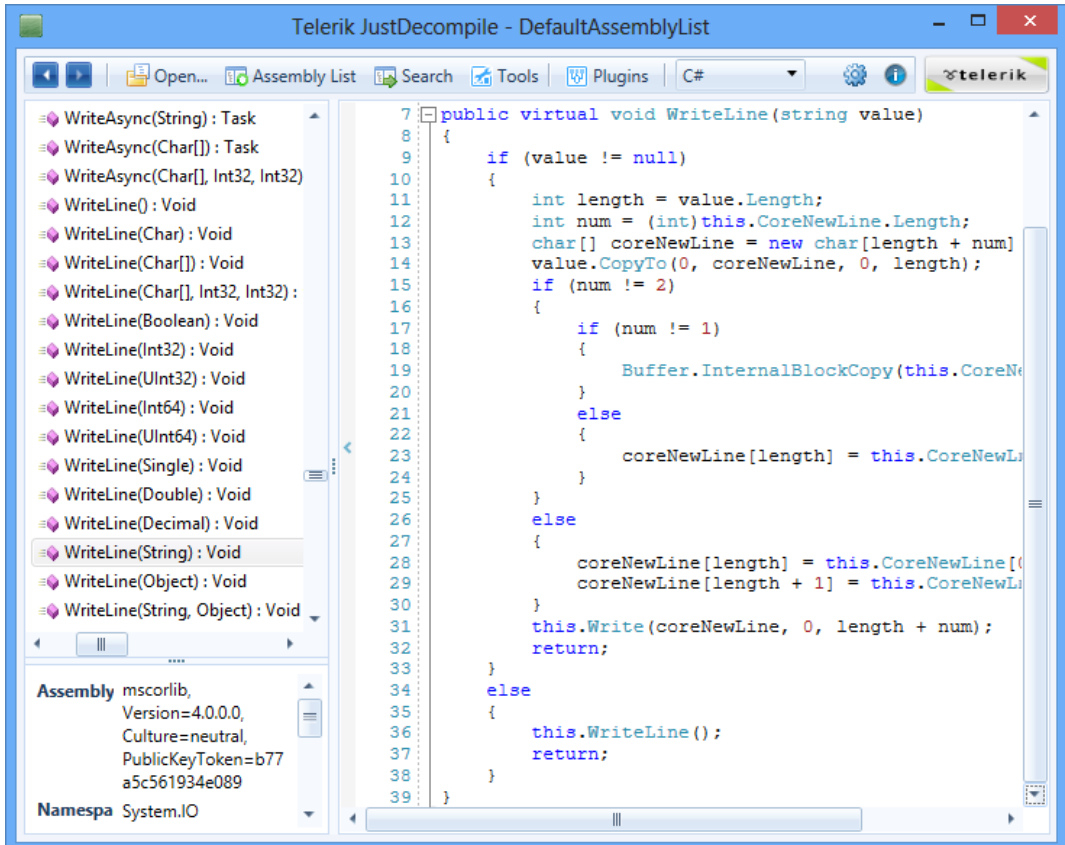 Telerik JustDecompile - DefaultAssemblyList
Open... Assembly List Search Tools Plugins C# telerik
WriteAsync(String) : Task
WriteAsync(Char[]) : Task
WriteAsync(Char[], Int32, Int32)
WriteLine() : Void
WriteLine(Char) : Void
WriteLine(Char[]) : Void
WriteLine(Char[], Int32, Int32) :
WriteLine(Boolean) : Void
WriteLine(Int32) : Void
WriteLine(UInt32) : Void
WriteLine(Int64) : Void
WriteLine(UInt64) : Void
WriteLine(Single) : Void
WriteLine(Double) : Void
WriteLine(Decimal) : Void
WriteLine(String) : Void
WriteLine(Object) : Void
WriteLine(String, Object) : Void
Assembly mscorlib,
Version=4.0.0.0,
Culture=neutral,
PublicKeyToken=b77
a5c561934e089
Namespa System.IO
7 public virtual void WriteLine(string value)
8 {
9 if (value != null)
10 {
11 int length = value.Length;
12 int num = (int)this.CoreNewLine.Length;
13 char[] coreNewLine = new char[length + num]
14 value.CopyTo(0, coreNewLine, 0, length);
15 if (num != 2)
16 {
17 if (num != 1)
18 {
19 Buffer.InternalBlockCopy(this.CoreNe
20 }
21 else
22 {
23 coreNewLine[length] = this.CoreNewLi
24 }
25 }
26 else
27 {
28 coreNewLine[length] = this.CoreNewLine[0
29 coreNewLine[length + 1] = this.CoreNewLi
30 }
31 this.Write(coreNewLine, 0, length + num);
32 return;
33 }
34 else
35 {
36 this.WriteLine();
37 return;
38 }
39 }